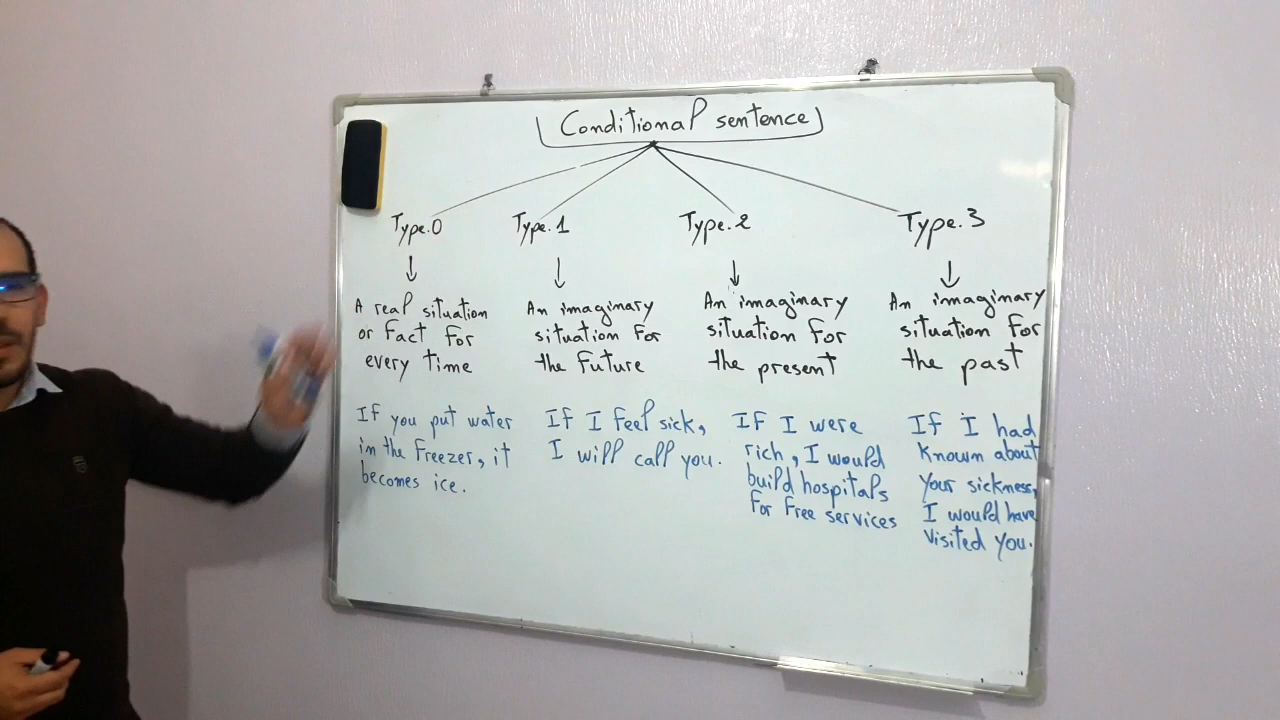 Conditional sentence
Type.0
Type.1
Type.2
Type.3
A real situation
or fact for
every time
An imaginary
situation for
the future
An imaginary
situation for
the present
An imaginary
situation for
the past
If you put water
in the freezer, it
becomes ice.
If I feel sick,
I will call you.
If I were
rich, I would
build hospitals
for free services
If I had
known about
your sickness,
I would have
visited you.